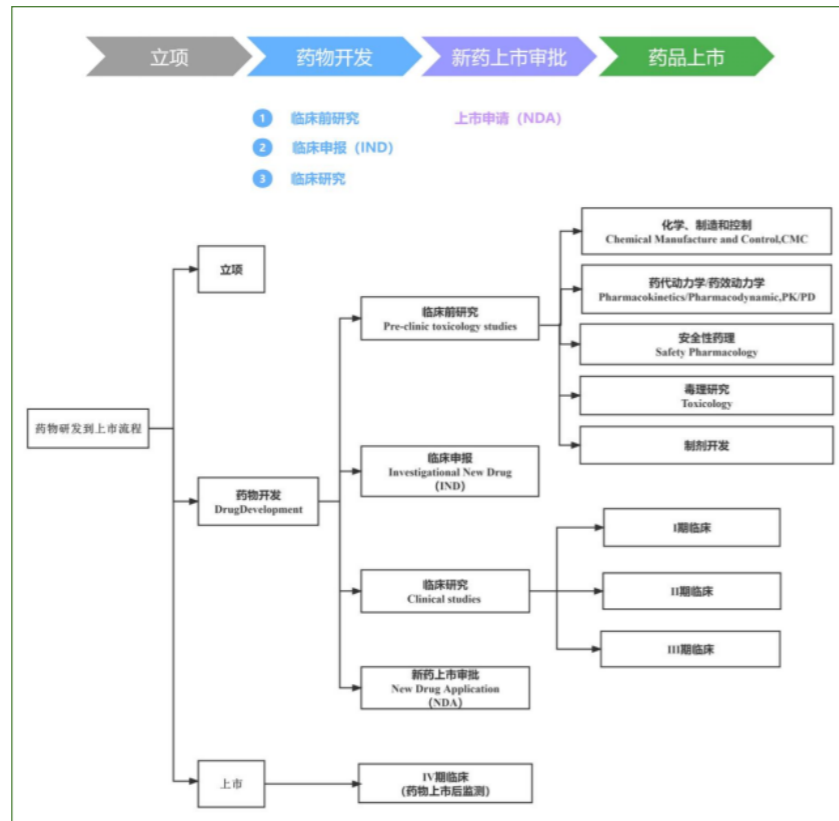 立项
药物开发
新药上市审批
药品上市
1 临床前研究
上市申请（NDA）
2 临床申报（IND）
3 临床研究
化学、制造和控制
Chemical Manufacture and Control,CMC
立项
药代动力学/药效动力学
Pharmacokinetics/Pharmacodynamic,PK/PD
临床前研究
Pre-clinic toxicology studies
安全性药理
Safety Pharmacology
毒理研究
Toxicology
药物研发到上市流程
制剂开发
临床申报
Investigational New Drug
（IND）
药物开发
DrugDevelopment
I期临床
临床研究
Clinical studies
II期临床
III期临床
新药上市审批
New Drug Application
（NDA）
上市
IV期临床
（药物上市后监测）